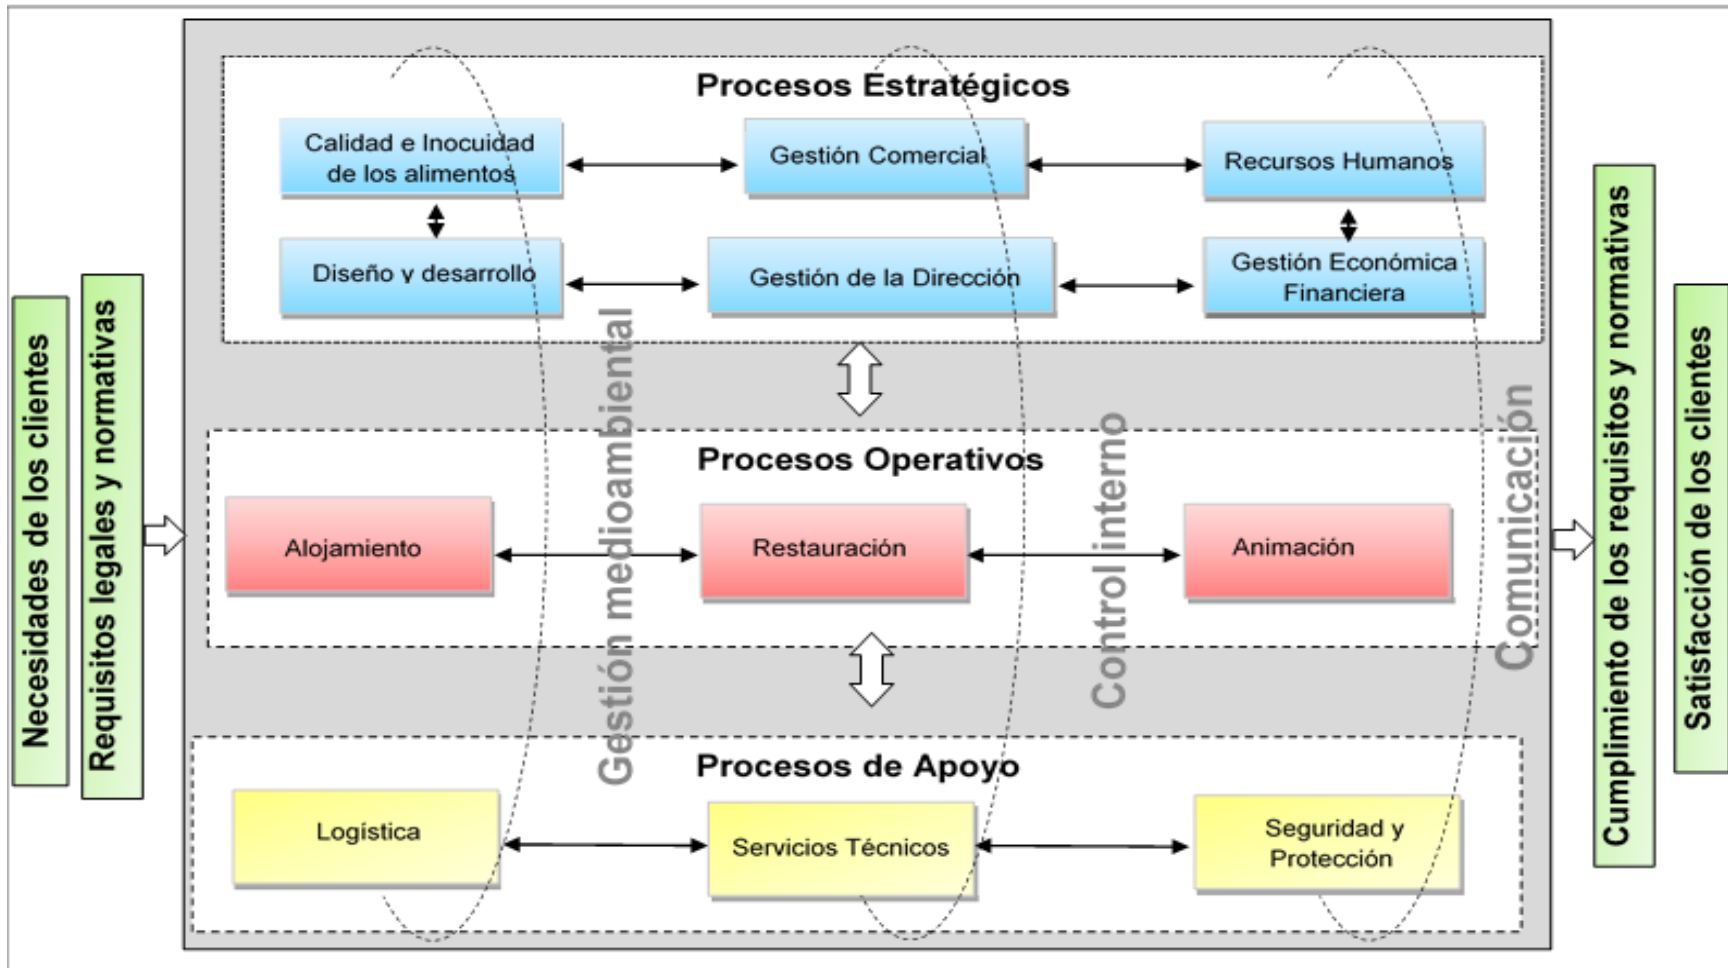 Necesidades de los clientes
Requisitos legales y normativas
Procesos Estratégicos
Calidad e Inocuidad
de los alimentos
Gestión Comercial
Recursos Humanos
Diseño y desarrollo
Gestión de la Dirección
Gestión Económica
Financiera
Gestión medioambiental
Control interno
Comunicación
Procesos Operativos
Alojamiento
Restauración
Animación
Procesos de Apoyo
Logística
Servicios Técnicos
Seguridad y
Protección
Cumplimiento de los requisitos y normativas
Satisfacción de los clientes